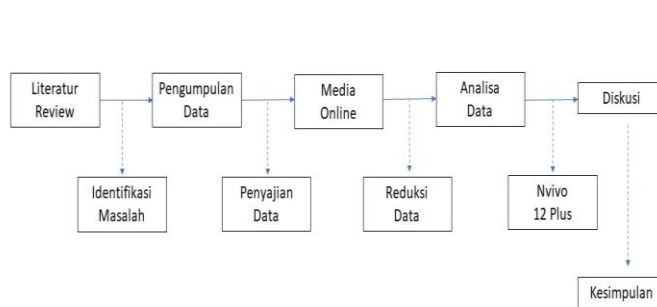 Literatur
Review
Pengumpulan
Data
Media
Online
Analisa
Data
Diskusi
Identifikasi
Masalah
Penyajian
Data
Reduksi
Data
Nvivo
12 Plus
Kesimpulan